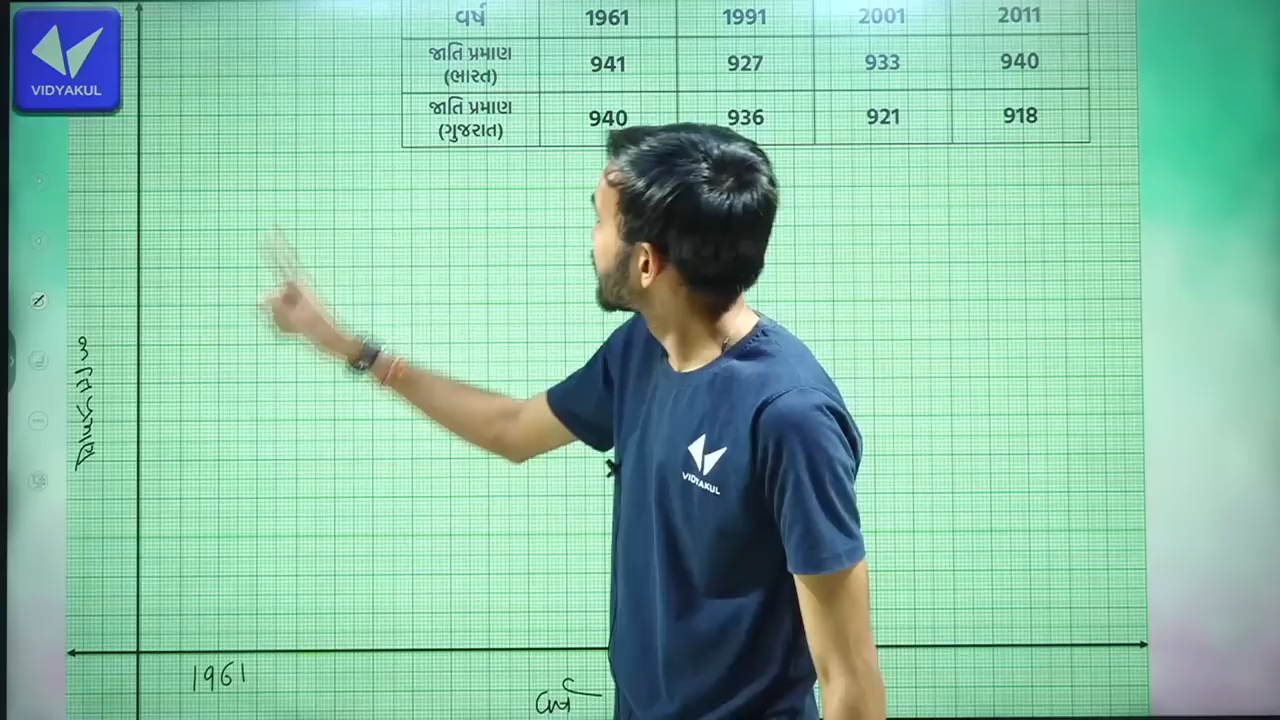 VIDYAKUL
વર્ષ 1961 1991 2001 2011
જાતિ પ્રમાણ (ભારત) 941 927 933 940
જાતિ પ્રમાણ (ગુજરાત) 940 936 921 918
VIDYAKUL
1961
વર્ષ